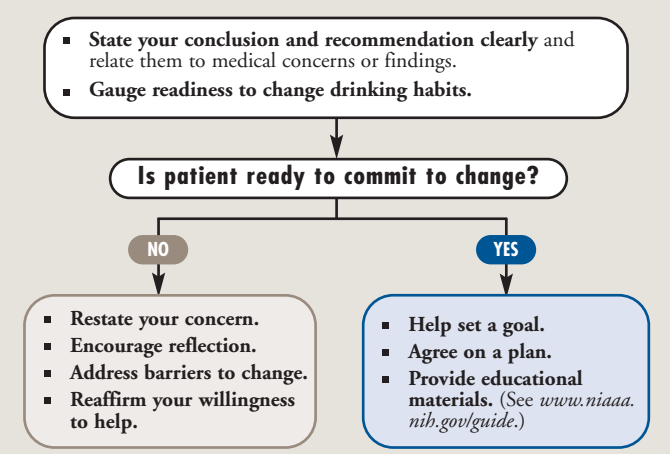 ▪ State your conclusion and recommendation clearly and
relate them to medical concerns or findings.
▪ Gauge readiness to change drinking habits.
Is patient ready to commit to change?
NO
YES
▪ Restate your concern.
▪ Encourage reflection.
▪ Address barriers to change.
▪ Reaffirm your willingness
to help.
▪ Help set a goal.
▪ Agree on a plan.
▪ Provide educational
materials. (See www.niaaa.
nih.gov/guide.)